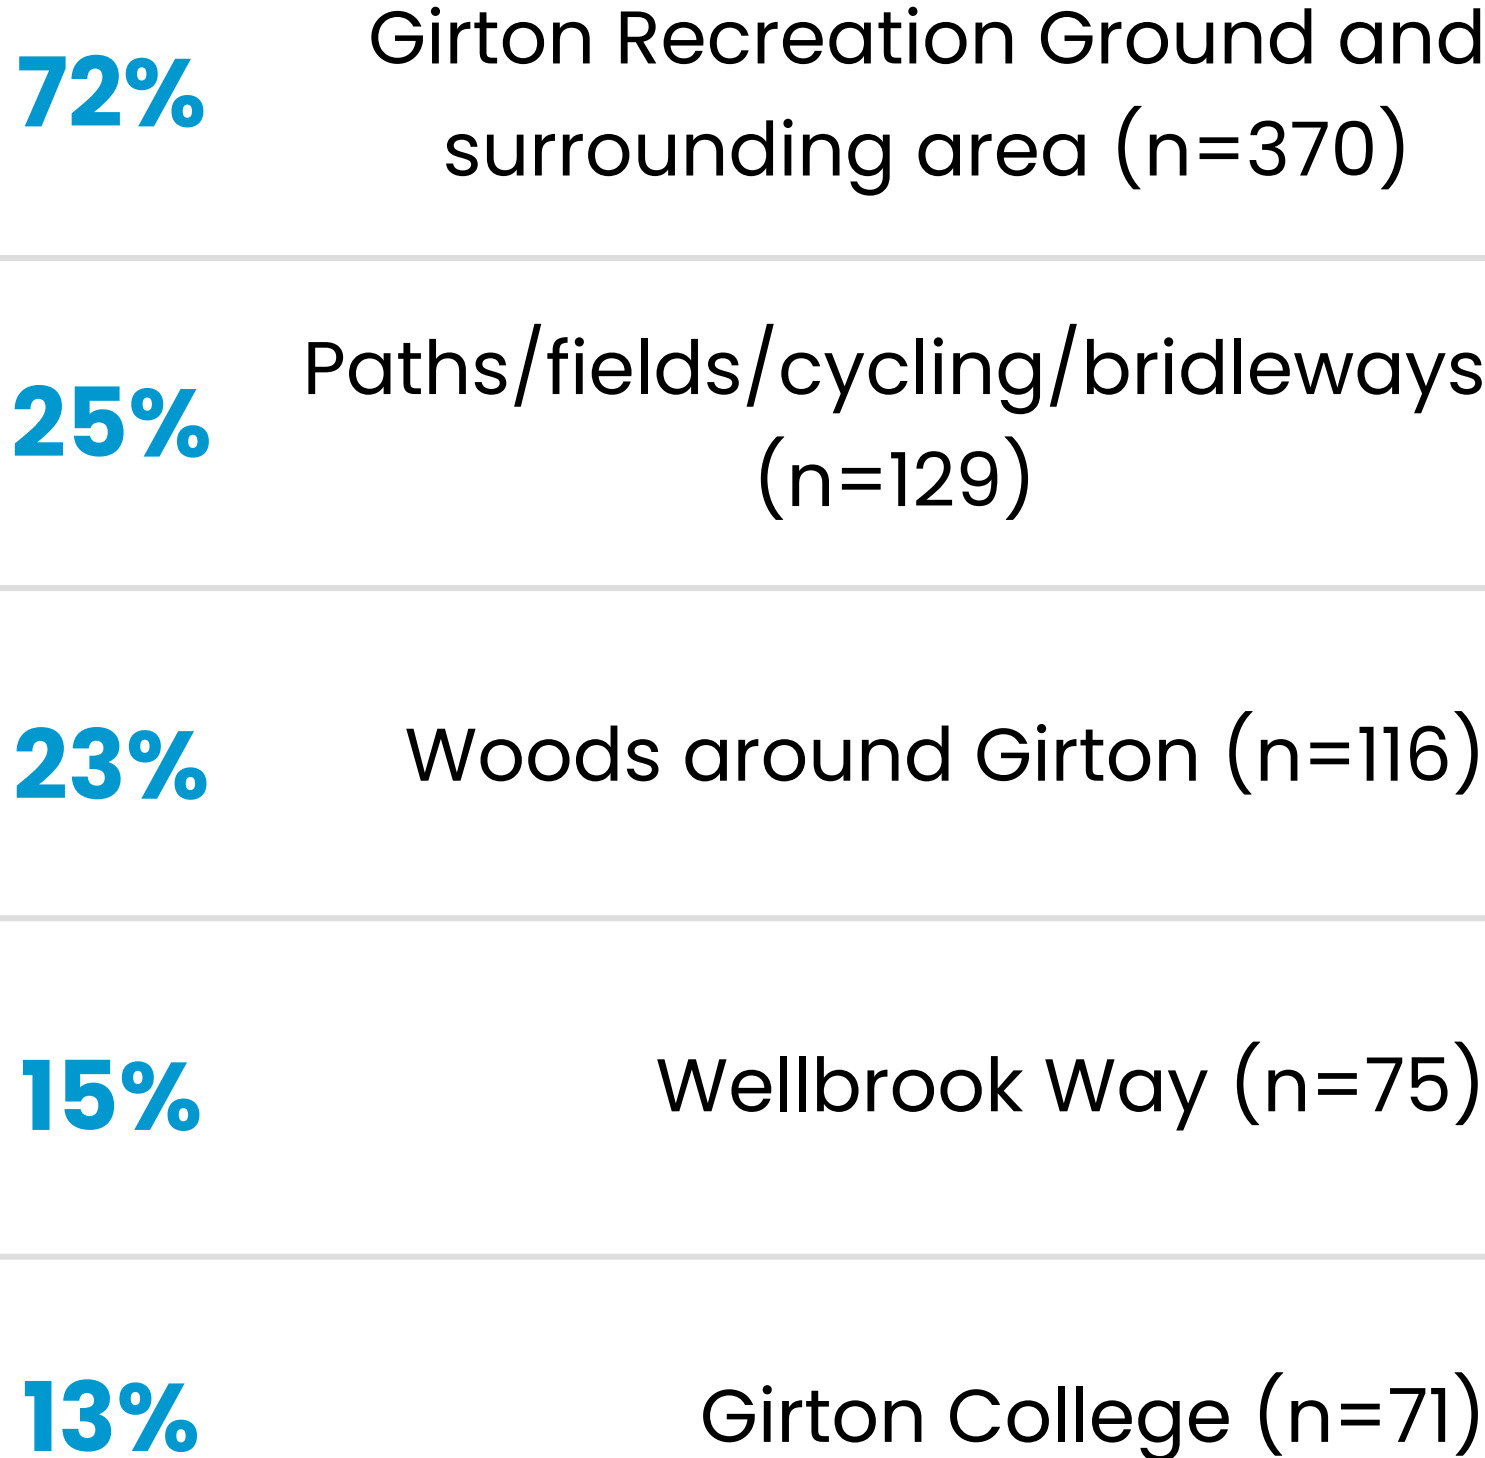 72%
Girton Recreation Ground and
surrounding area (n=370)
25%
Paths/fields/cycling/bridleways
(n=129)
23%
Woods around Girton (n=116)
15%
Wellbrook Way (n=75)
13%
Girton College (n=71)